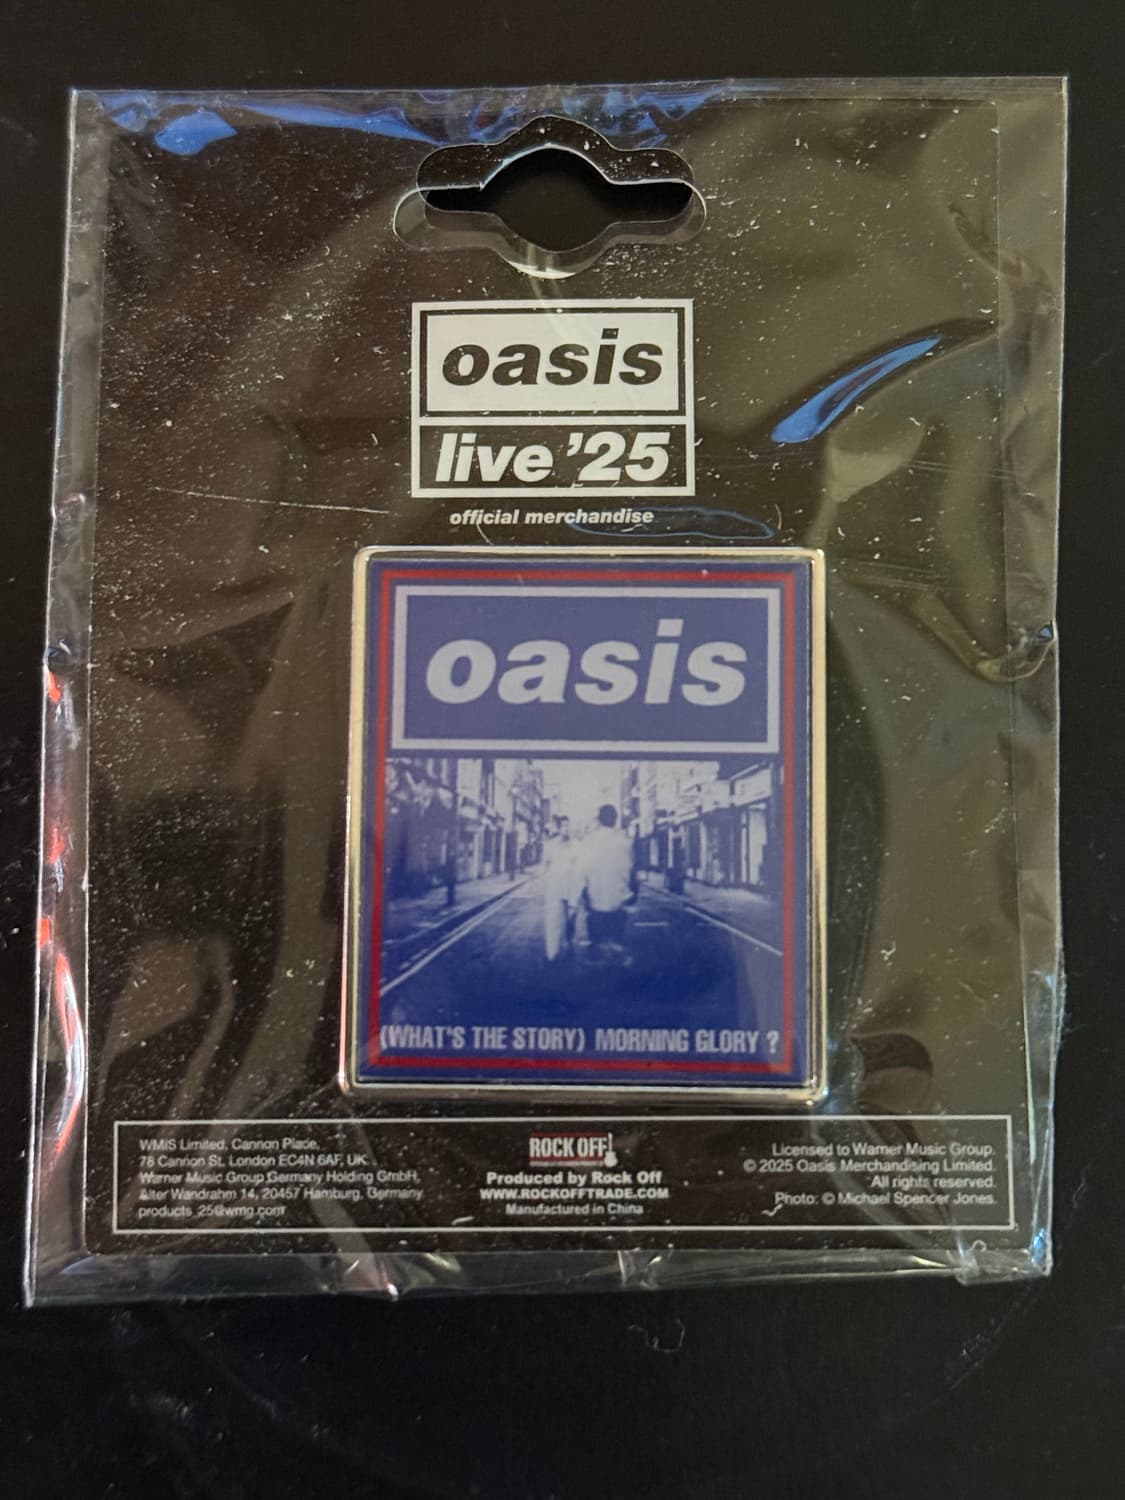 oasis
live '25
official merchandise
oasis
(WHAT'S THE STORY) MORNING GLORY ?
WMIS Limited, Cannon Place,
78 Cannon St, London EC4N 6AF, UK.
Warner Music Group Germany Holding GmbH,
Alter Wandrahm 14, 20457 Hamburg, Germany
products_25@wmg.com
ROCK OFF!
Produced by Rock Off
WWW.ROCKOFFTRADE.COM
Manufactured in China
Licensed to Warner Music Group.
© 2025 Oasis Merchandising Limited.
All rights reserved.
Photo: © Michael Spencer Jones.